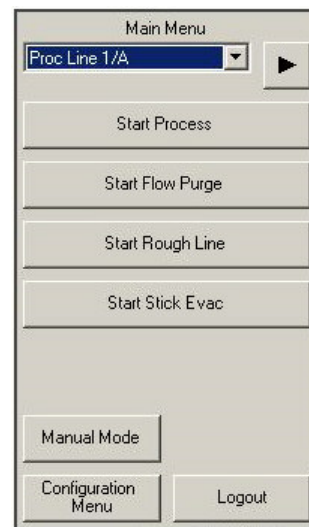 Main Menu
Proc Line 1/A
Start Process
Start Flow Purge
Start Rough Line
Start Stick Evac
Manual Mode
Configuration
Menu
Logout